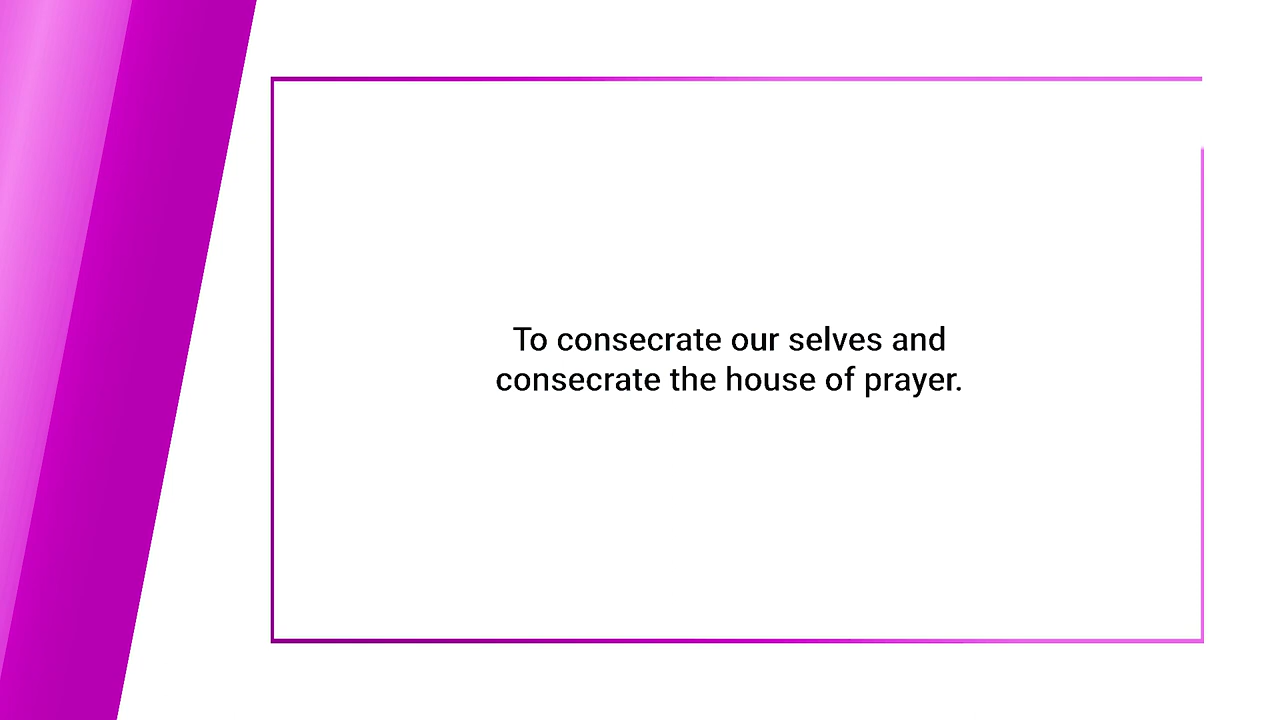 To consecrate our selves and
consecrate the house of prayer.